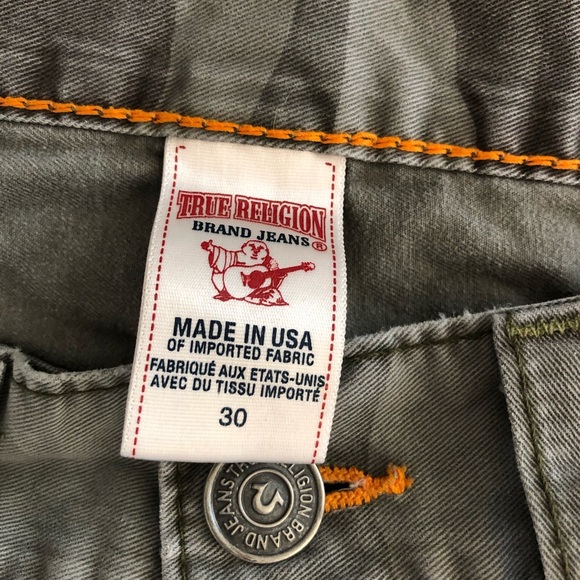 TRUE RELIGION
BRAND JEANS®
MADE IN USA
OF IMPORTED FABRIC
FABRIQUÉ AUX ETATS-UNIS
AVEC DU TISSU IMPORTÉ
30
RELIGION BRAND JEANS